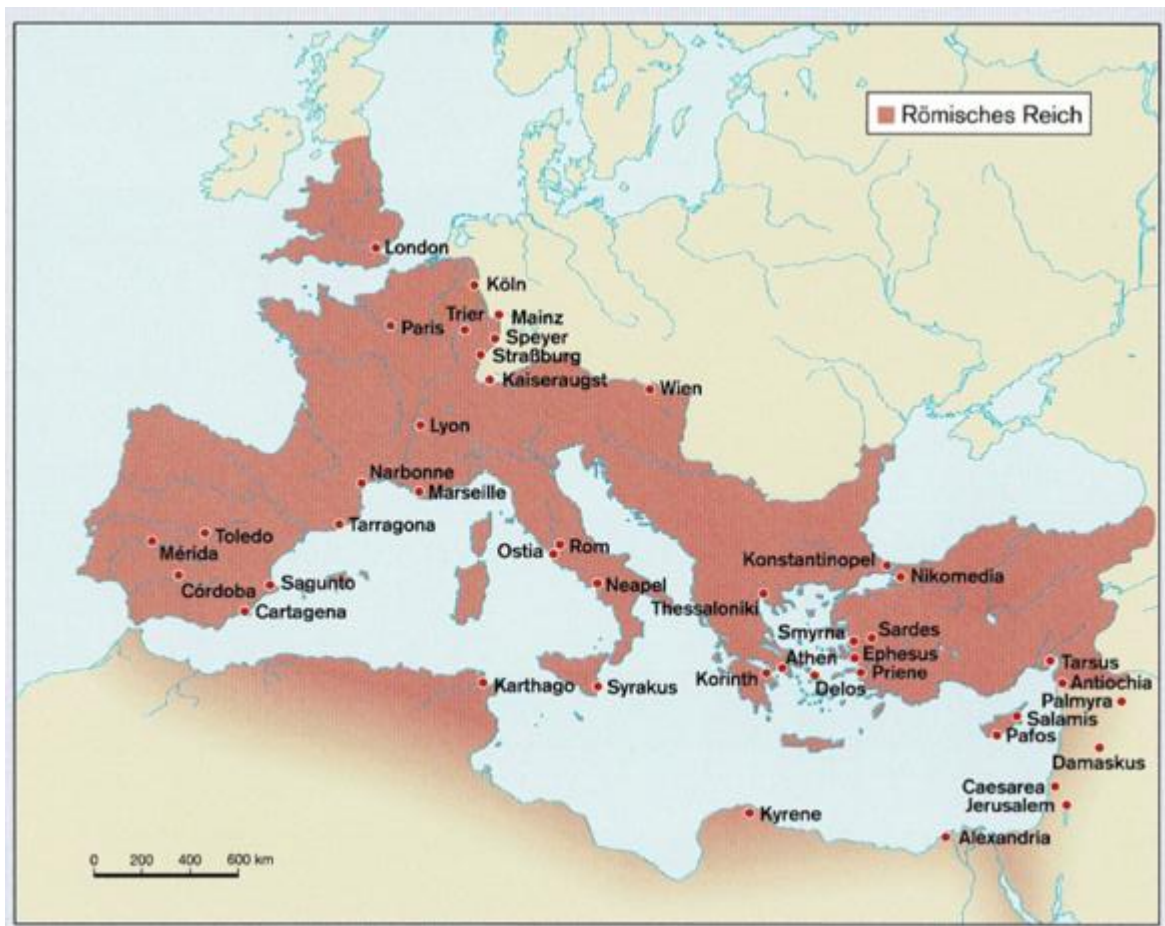 Römisches Reich
London
Köln
Trier
Mainz
Paris
Speyer
Straßburg
Kaiseraugst
Wien
Lyon
Narbonne
Marseille
Tarragona
Toledo
Mérida
Ostia
Rom
Konstantinopel
Nikomedia
Córdoba
Sagunto
Neapel
Cartagena
Thessaloniki
Smyrna
Sardes
Athen
Ephesus
Tarsus
Korinth
Priene
Karthago
Syrakus
Delos
Antiochia
Palmyra
Salamis
Pafos
Damaskus
Caesarea
Jerusalem
Kyrene
Alexandria
0 200 400 600 km